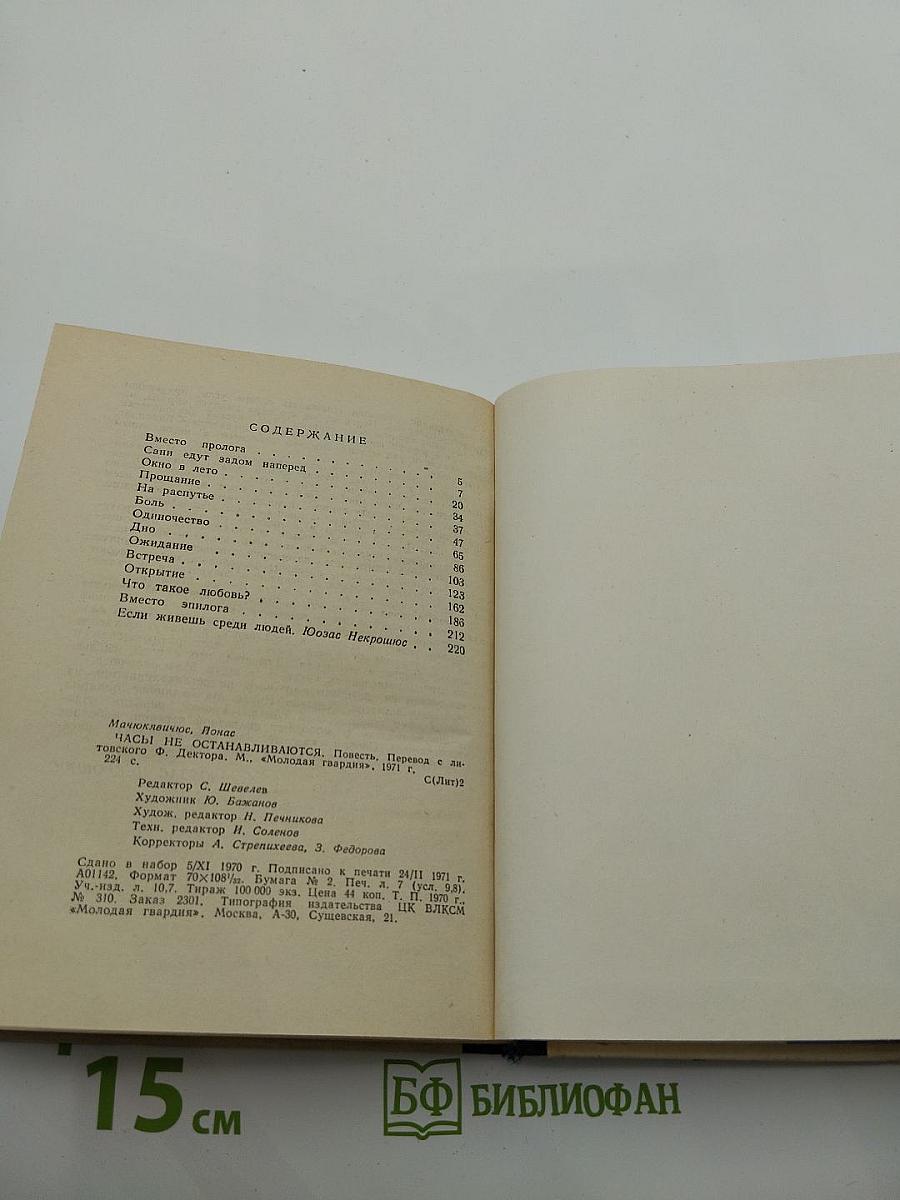 СОДЕРЖАНИЕ
Вместо пролога . . . . . . . . . . . 5
Сани едут задом наперед . . . . . . . . 7
Окно в лето . . . . . . . . . . . . 20
Прощание . . . . . . . . . . . . . 34
На распутье . . . . . . . . . . . . 37
Боль . . . . . . . . . . . . . . . 47
Одиночество . . . . . . . . . . . . 65
Дно . . . . . . . . . . . . . . . 86
Ожидание . . . . . . . . . . . . . 103
Встреча . . . . . . . . . . . . . . 123
Открытие . . . . . . . . . . . . . 162
Что такое любовь? . . . . . . . . . . 186
Вместо эпилога . . . . . . . . . . . 212
Если живешь среди людей. Юозас Некрошюс . . 220
Мачюкявичюс, Йонас
ЧАСЫ НЕ ОСТАНАВЛИВАЮТСЯ. Повесть. Перевод с ли-
товского Ф. Дектора. М., «Молодая гвардия», 1971 г.
224 с.
С(Лит)2
Редактор С. Шевелев
Художник Ю. Бажанов
Худож. редактор Н. Печникова
Техн. редактор И. Соленов
Корректоры А. Стрепихеева, З. Федорова
Сдано в набор 5/XI 1970 г. Подписано к печати 24/II 1971 г.
А01142. Формат 70×108¹/₃₂. Бумага № 2. Печ. л. 7 (усл. 9,8).
Уч.-изд. л. 10,7. Тираж 100 000 экз. Цена 44 коп. Т. П. 1970 г.,
№ 310. Заказ 2301. Типография издательства ЦК ВЛКСМ
«Молодая гвардия». Москва, А-30, Сущевская, 21.
15 см
БФ БИБЛИОФАН